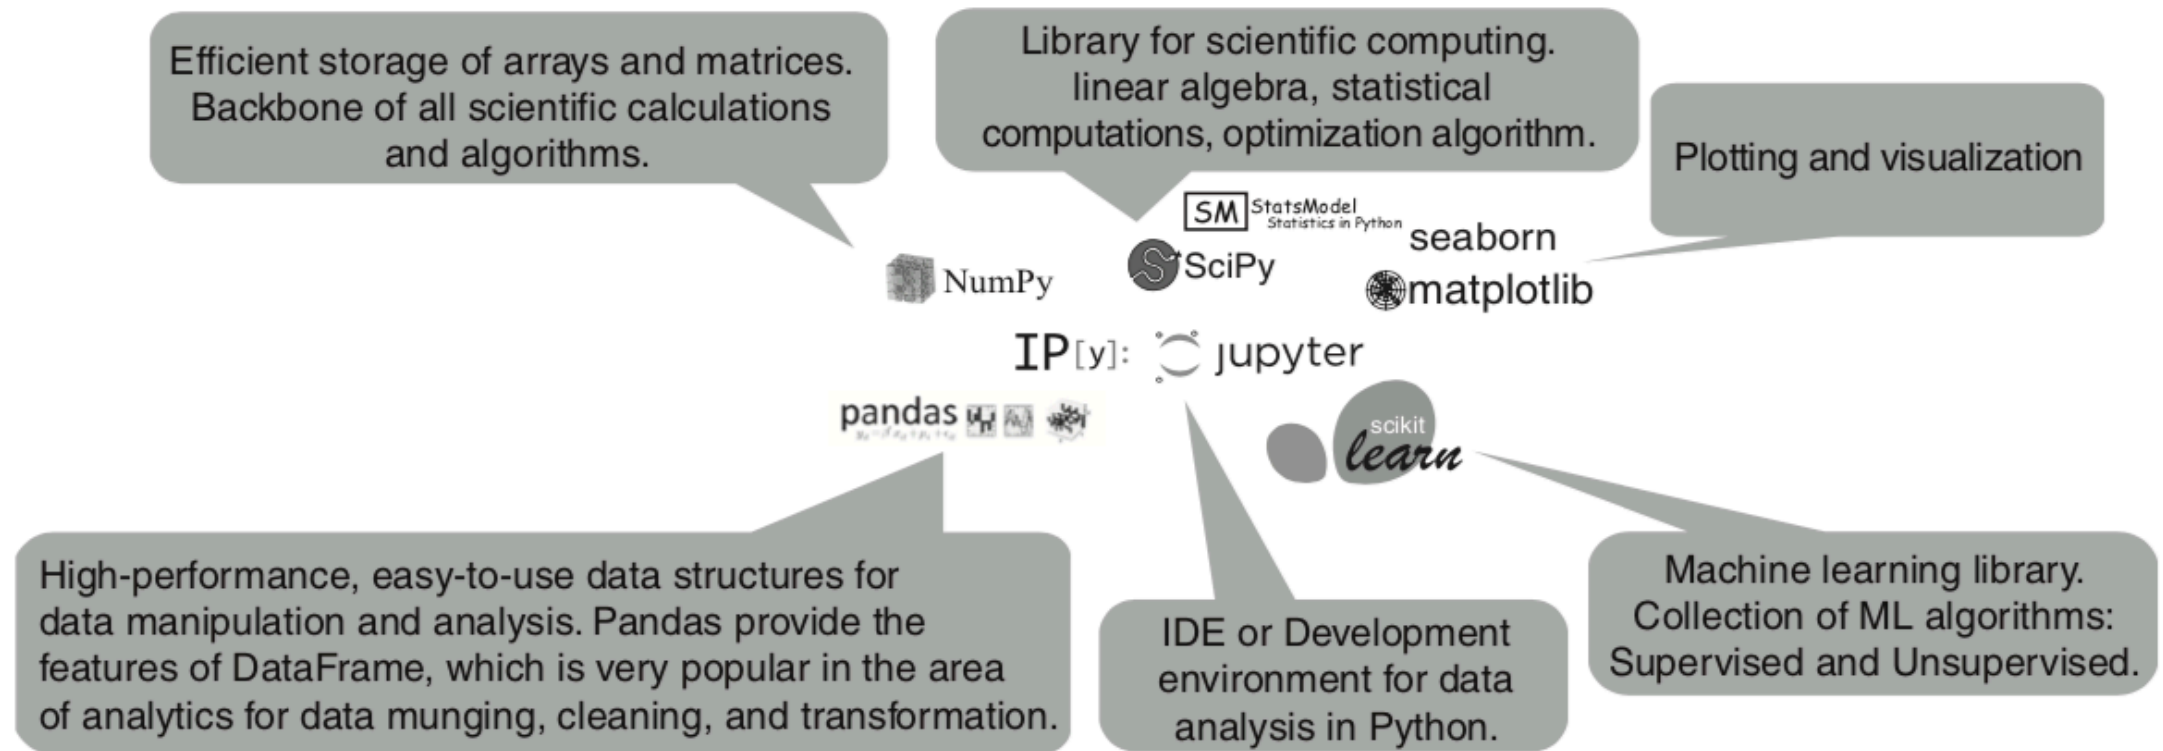 Efficient storage of arrays and matrices.
Backbone of all scientific calculations
and algorithms.
Library for scientific computing.
linear algebra, statistical
computations, optimization algorithm.
Plotting and visualization
SM StatsModel
Statistics in Python
seaborn
NumPy
SciPy
matplotlib
IP[y]:
jupyter
pandas
scikit
learn
High-performance, easy-to-use data structures for
data manipulation and analysis. Pandas provide the
features of DataFrame, which is very popular in the area
of analytics for data munging, cleaning, and transformation.
IDE or Development
environment for data
analysis in Python.
Machine learning library.
Collection of ML algorithms:
Supervised and Unsupervised.